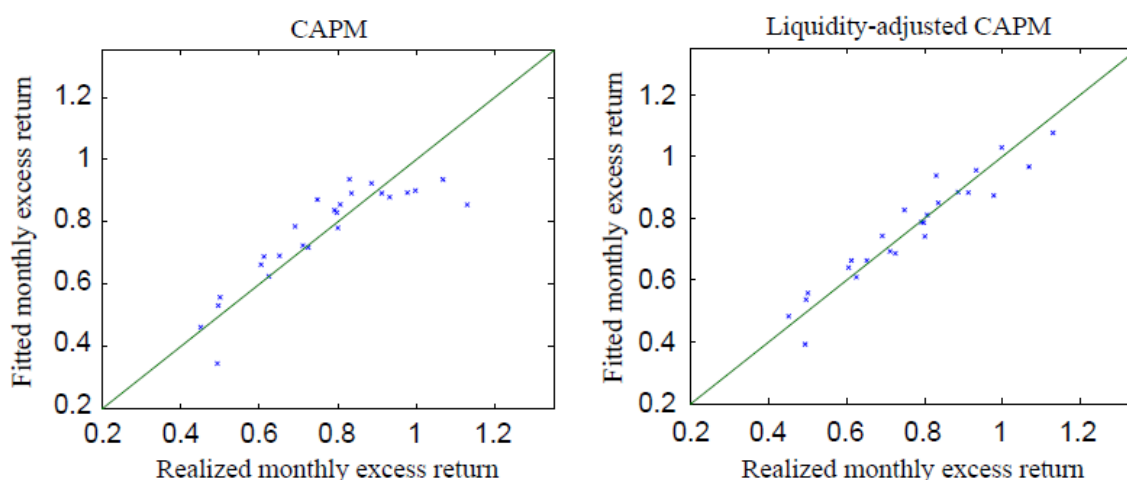 CAPM
Fitted monthly excess return
1.2
1
0.8
0.6
0.4
0.2
0.2 0.4 0.6 0.8 1 1.2
Realized monthly excess return
Liquidity-adjusted CAPM
Fitted monthly excess return
1.2
1
0.8
0.6
0.4
0.2
0.2 0.4 0.6 0.8 1 1.2
Realized monthly excess return